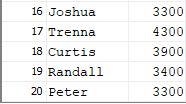 16 Joshua 3300
17 Trenna 4300
18 Curtis 3900
19 Randall 3400
20 Peter 3300